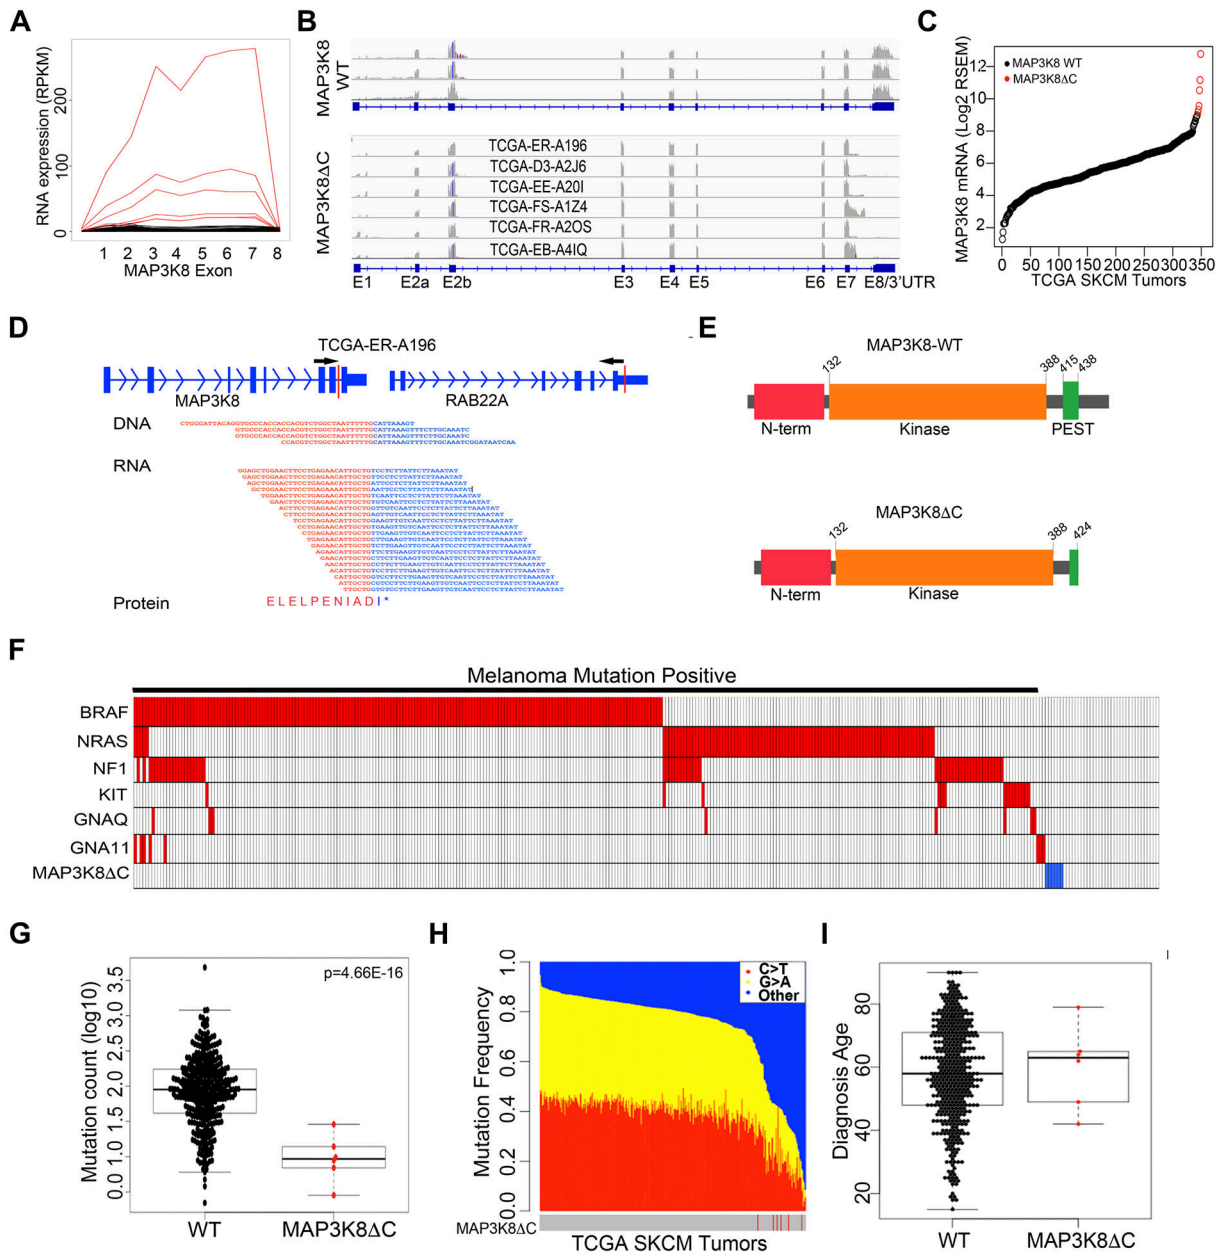 A
RNA expression (RPKM)
200
100
0
1 2 3 4 5 6 7 8
MAP3K8 Exon
B
MAP3K8 WT
MAP3K8ΔC
TCGA-ER-A196
TCGA-D3-A2J6
TCGA-EE-A20I
TCGA-FS-A1Z4
TCGA-FR-A2OS
TCGA-EB-A4IQ
E1 E2a E2b E3 E4 E5 E6 E7 E8/3'UTR
C
MAP3K8 mRNA (Log2 RSEM)
12
10
8
6
4
2
MAP3K8 WT
MAP3K8ΔC
0 50 100 150 200 250 300 350
TCGA SKCM Tumors
D
TCGA-ER-A196
MAP3K8 RAB22A
DNA
RNA
Protein
ELELPENIADI*
E
MAP3K8-WT
132 388 415 438
N-term Kinase PEST
MAP3K8ΔC
132 388 424
N-term Kinase
F
Melanoma Mutation Positive
BRAF
NRAS
NF1
KIT
GNAQ
GNA11
MAP3K8ΔC
G
Mutation count (log10)
3.5
3.0
2.5
2.0
1.5
1.0
0.0
p=4.66E-16
WT MAP3K8ΔC
H
Mutation Frequency
1.0
0.8
0.6
0.4
0.2
0.0
C>T
G>A
Other
MAP3K8ΔC
TCGA SKCM Tumors
I
Diagnosis Age
80
60
40
20
WT MAP3K8ΔC